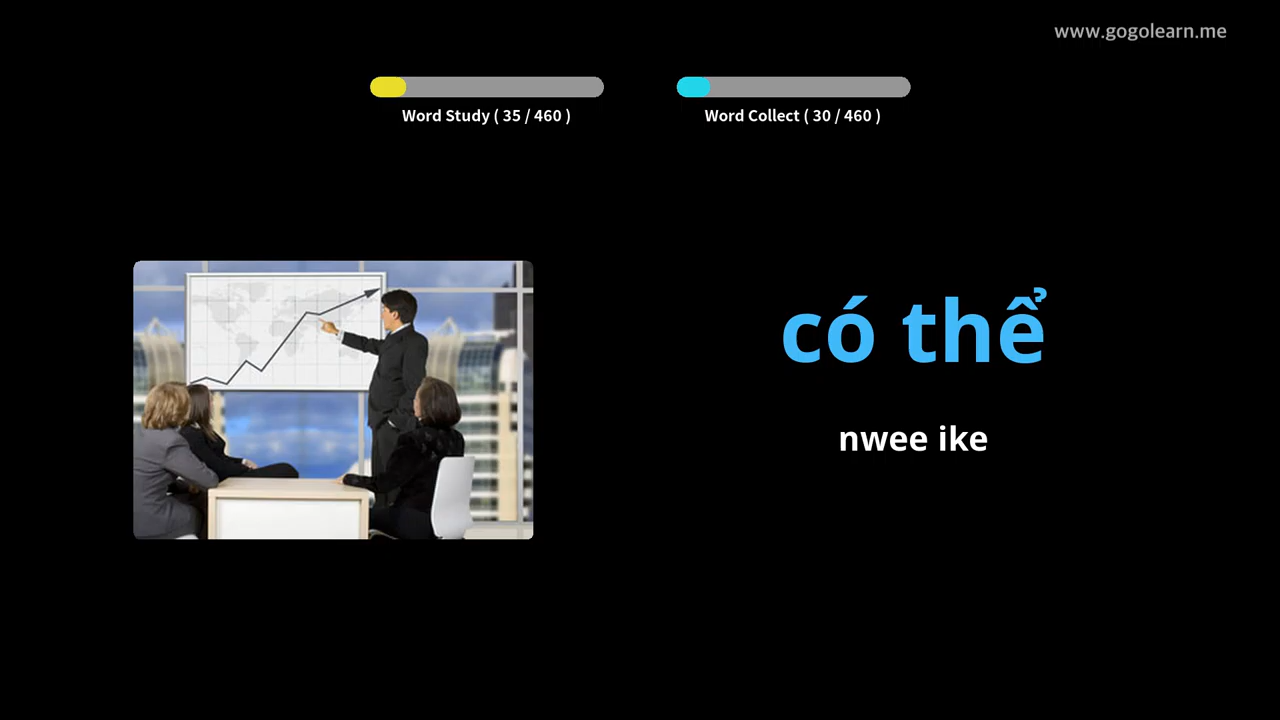 www.gogolearn.me
Word Study ( 35 / 460 )
Word Collect ( 30 / 460 )
có thể
nwee ike